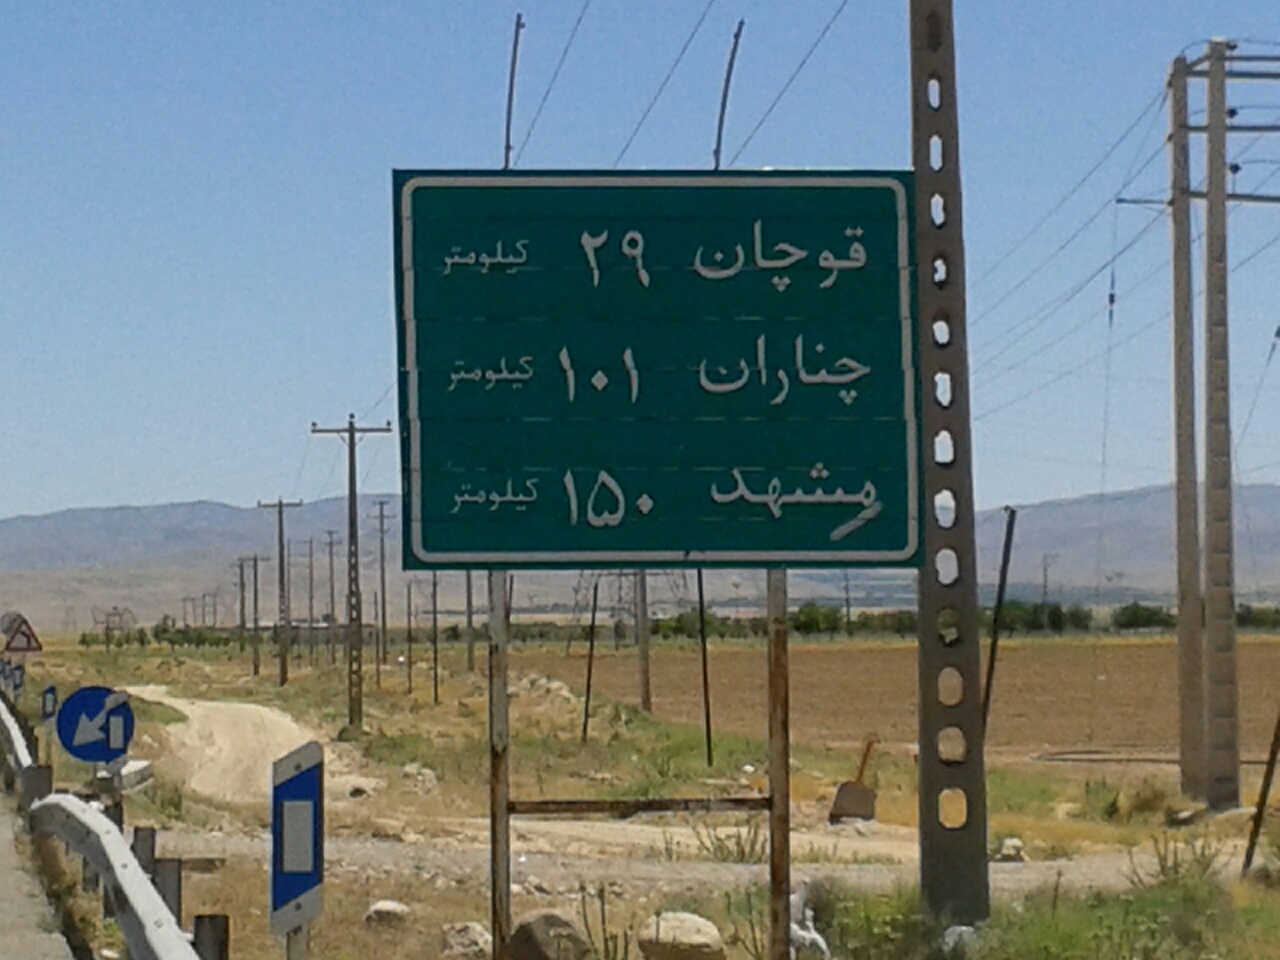 قوچان ۲۹ کیلومتر
چناران ۱۰۱ کیلومتر
مشهد ۱۵۰ کیلومتر